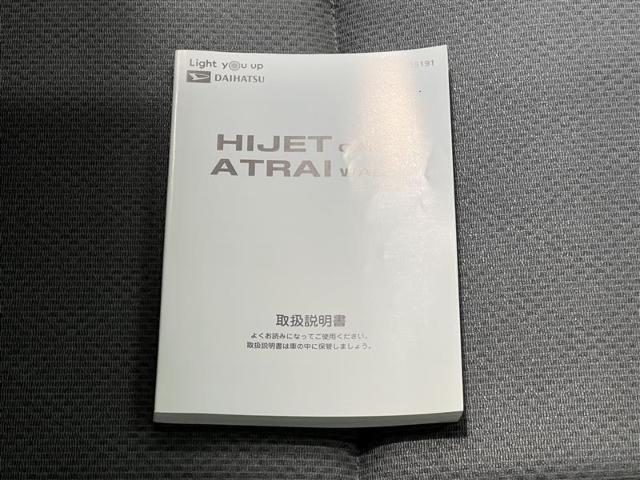 Light you up
DAIHATSU
HIJET
ATRAI
取扱説明書
よくお読みになってご使用ください。
取扱説明書は車の中に保管しましょう。